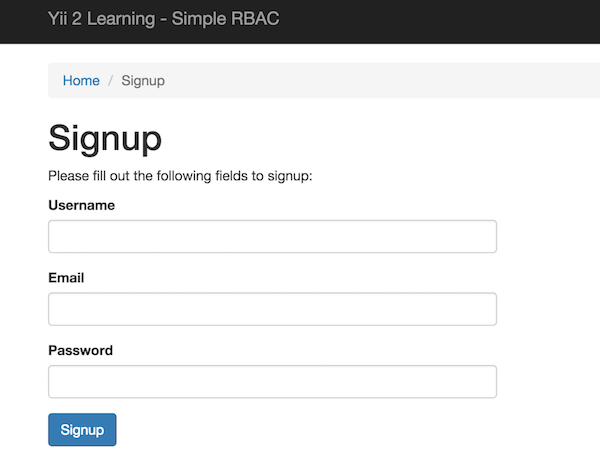 Yii 2 Learning - Simple RBAC
Home / Signup
Signup
Please fill out the following fields to signup:
Username
Email
Password
Signup